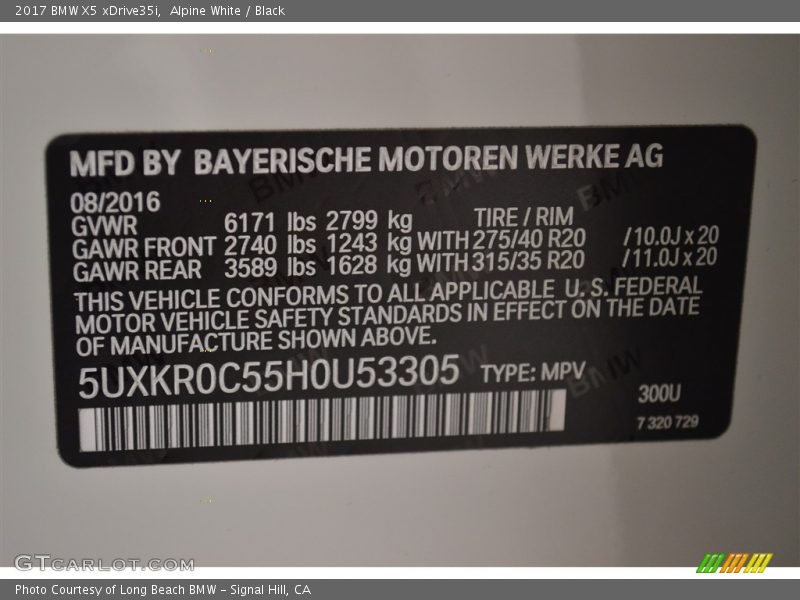 2017 BMW X5 xDrive35i, Alpine White / Black
MFD BY BAYERISCHE MOTOREN WERKE AG
08/2016
GVWR 6171 lbs 2799 kg TIRE / RIM
GAWR FRONT 2740 lbs 1243 kg WITH 275/40 R20 /10.0J x 20
GAWR REAR 3589 lbs 1628 kg WITH 315/35 R20 /11.0J x 20
THIS VEHICLE CONFORMS TO ALL APPLICABLE U.S. FEDERAL
MOTOR VEHICLE SAFETY STANDARDS IN EFFECT ON THE DATE
OF MANUFACTURE SHOWN ABOVE.
5UXKR0C55H0U53305 TYPE: MPV
300U
7 320 729
GTCARLOT.COM
Photo Courtesy of Long Beach BMW - Signal Hill, CA